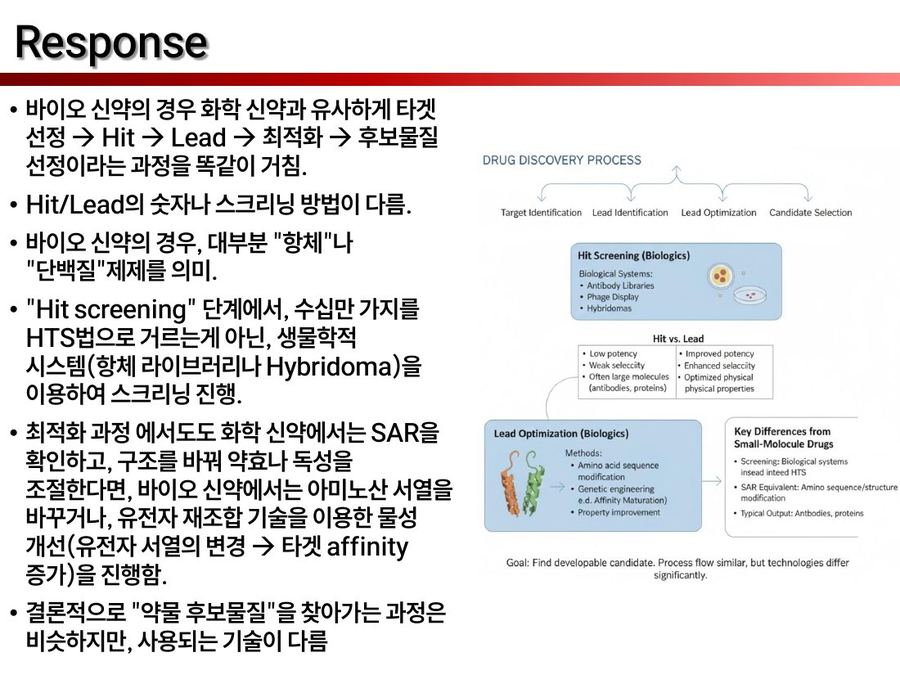 Response
• 바이오 신약의 경우 화학 신약과 유사하게 타겟
선정 → Hit → Lead → 최적화 → 후보물질
선정이라는 과정을 똑같이 거침.
• Hit/Lead의 숫자나 스크리닝 방법이 다름.
• 바이오 신약의 경우, 대부분 "항체"나
"단백질"제제를 의미.
• "Hit screening" 단계에서, 수십만 가지를
HTS법으로 거르는게 아닌, 생물학적
시스템(항체 라이브러리나 Hybridoma)을
이용하여 스크리닝 진행.
• 최적화 과정 에서도도 화학 신약에서는 SAR을
확인하고, 구조를 바꿔 약효나 독성을
조절한다면, 바이오 신약에서는 아미노산 서열을
바꾸거나, 유전자 재조합 기술을 이용한 물성
개선(유전자 서열의 변경 → 타겟 affinity
증가)을 진행함.
• 결론적으로 "약물 후보물질"을 찾아가는 과정은
비슷하지만, 사용되는 기술이 다름
DRUG DISCOVERY PROCESS
Target Identification Lead Identification Lead Optimization Candidate Selection
Hit Screening (Biologics)
Biological Systems:
• Antibody Libraries
• Phage Display
• Hybridomas
Hit vs. Lead
• Low potency
• Weak seleccity
• Often large molecules
(antibodies, proteins)
• Improved potency
• Enhanced selaccity
• Optimized physical
physical properties
Lead Optimization (Biologics)
Methods:
• Amino acid sequence
modification
• Genetic engineering
e.d. Affinity Maturation)
• Property improvement
Key Differences from
Small-Molocule Drugs
• Screening: Biological systems
insead inteed HTS
• SAR Equivalent: Amino sequence/structure
modification
• Typical Output: Antibodies, proteins
Goal: Find developable candidate. Process flow similar, but technologies differ
significantly.